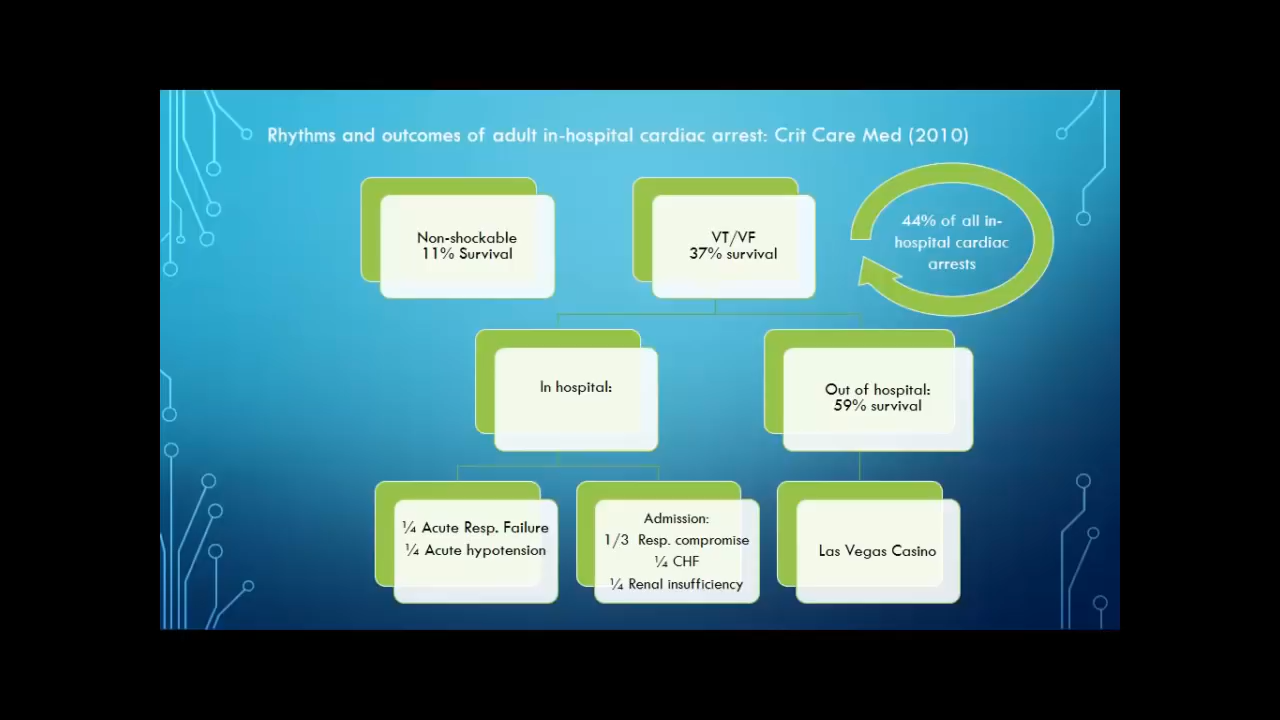 Rhythms and outcomes of adult in-hospital cardiac arrest: Crit Care Med (2010)
Non-shockable
11% Survival
VT/VF
37% survival
44% of all in-
hospital cardiac
arrests
In hospital:
Out of hospital:
59% survival
¼ Acute Resp. Failure
¼ Acute hypotension
Admission:
1/3 Resp. compromise
¼ CHF
¼ Renal insufficiency
Las Vegas Casino